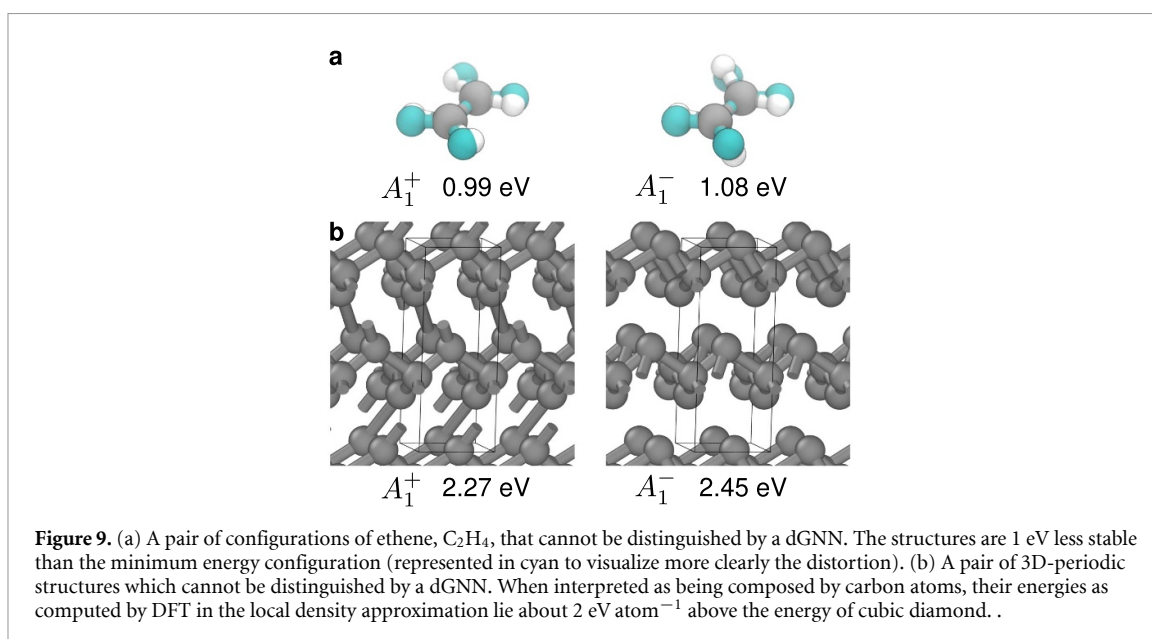 a
A₁⁺ 0.99 eV A₁⁻ 1.08 eV
b
A₁⁺ 2.27 eV A₁⁻ 2.45 eV
Figure 9. (a) A pair of configurations of ethene, C₂H₄, that cannot be distinguished by a dGNN. The structures are 1 eV less stable
than the minimum energy configuration (represented in cyan to visualize more clearly the distortion). (b) A pair of 3D-periodic
structures which cannot be distinguished by a dGNN. When interpreted as being composed by carbon atoms, their energies as
computed by DFT in the local density approximation lie about 2 eV atom⁻¹ above the energy of cubic diamond. .